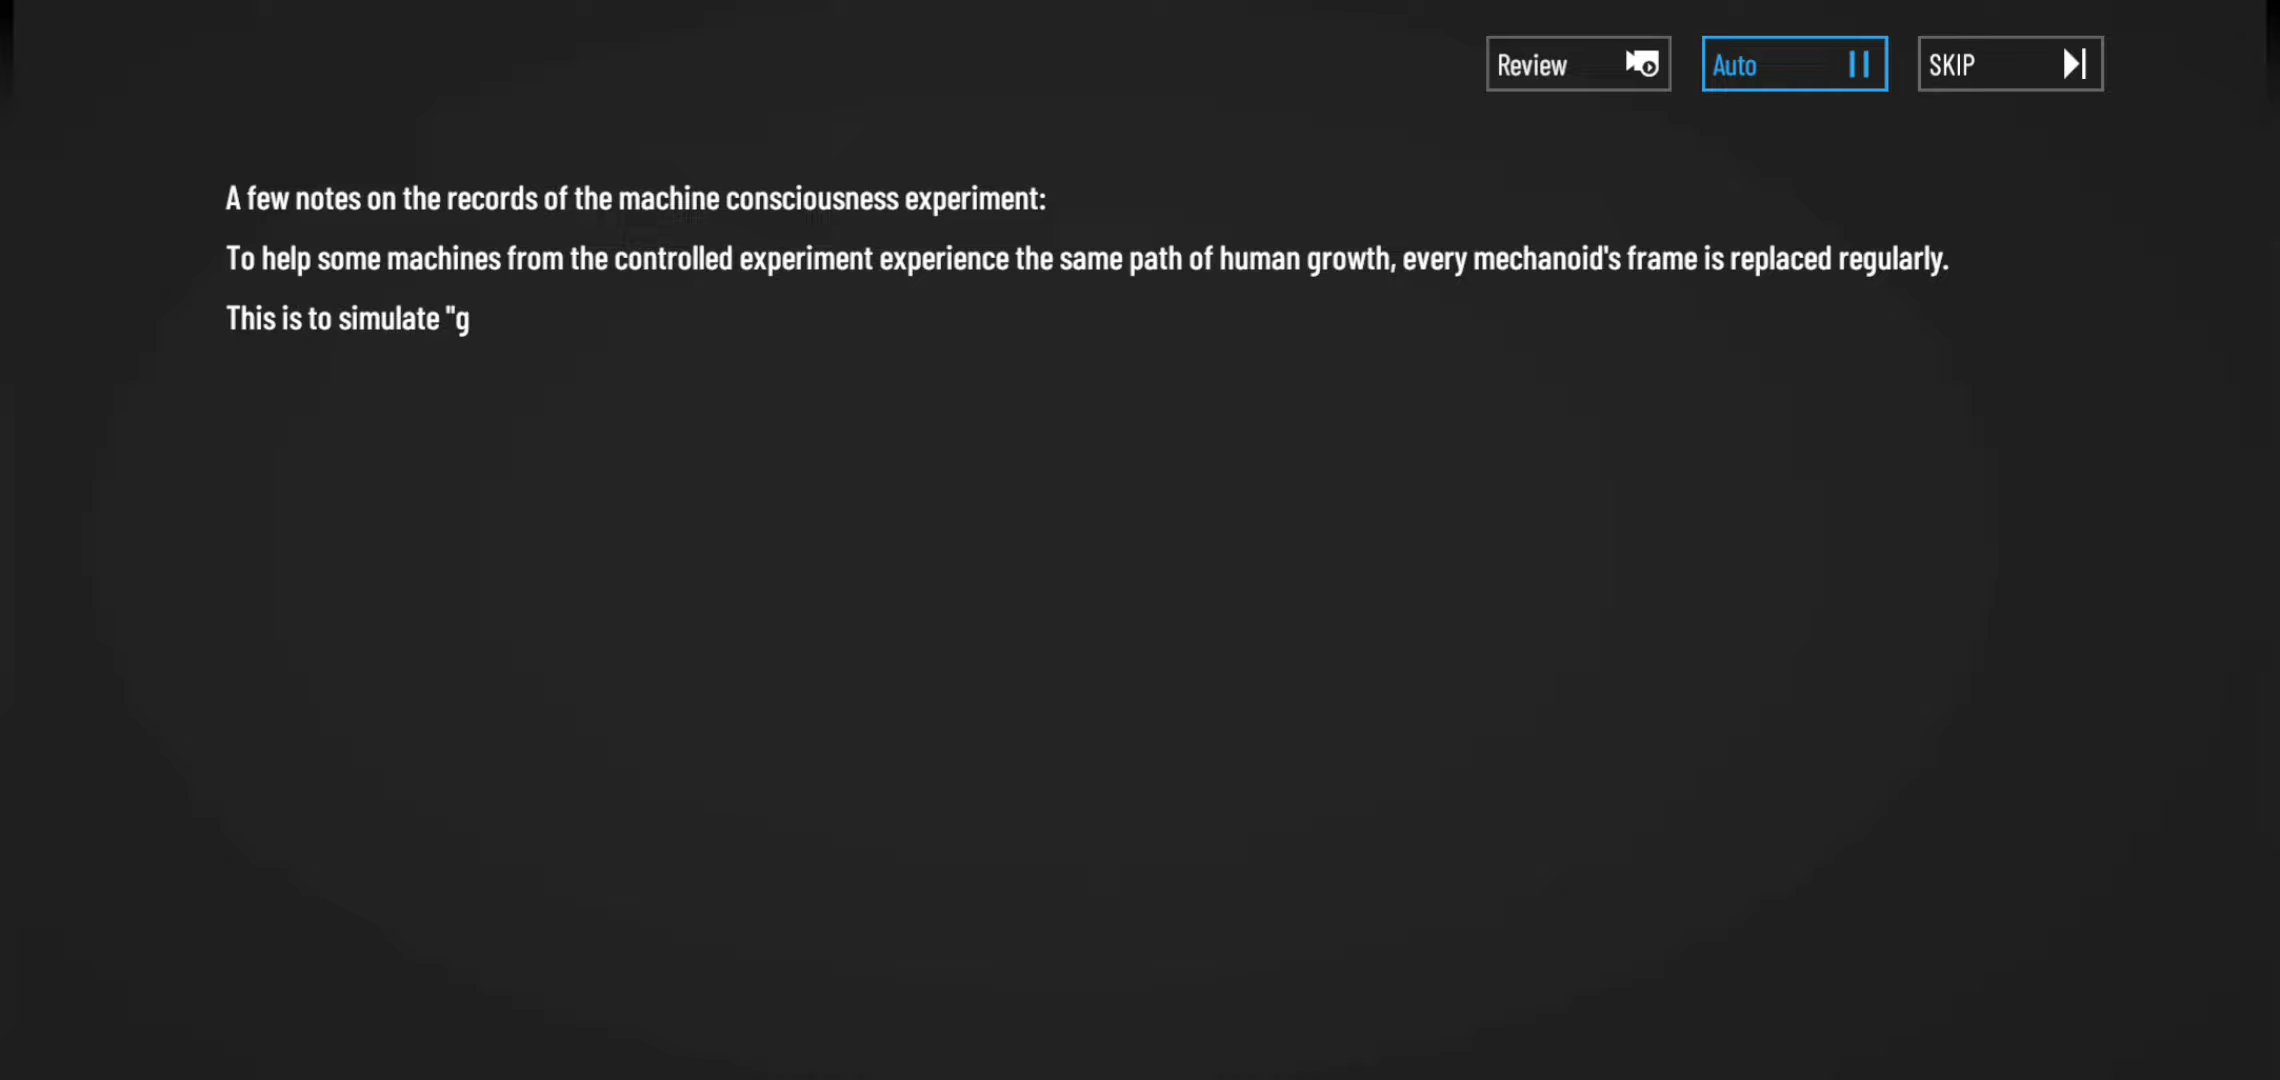 Review
Auto
SKIP
A few notes on the records of the machine consciousness experiment:
To help some machines from the controlled experiment experience the same path of human growth, every mechanoid's frame is replaced regularly.
This is to simulate "g